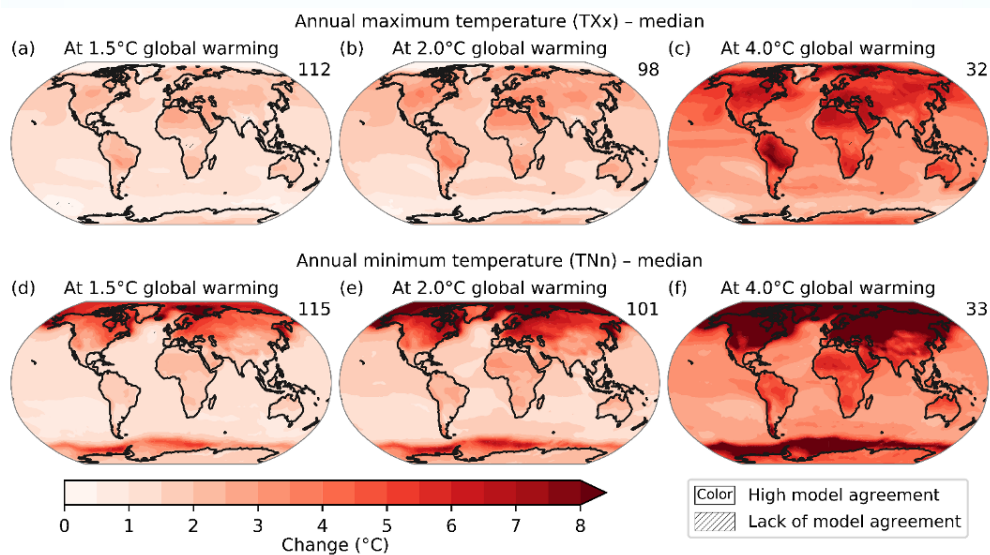 Annual maximum temperature (TXx) – median
(a) At 1.5°C global warming 112
(b) At 2.0°C global warming 98
(c) At 4.0°C global warming 32
Annual minimum temperature (TNn) – median
(d) At 1.5°C global warming 115
(e) At 2.0°C global warming 101
(f) At 4.0°C global warming 33
0 1 2 3 4 5 6 7 8
Change (°C)
Color High model agreement
Lack of model agreement